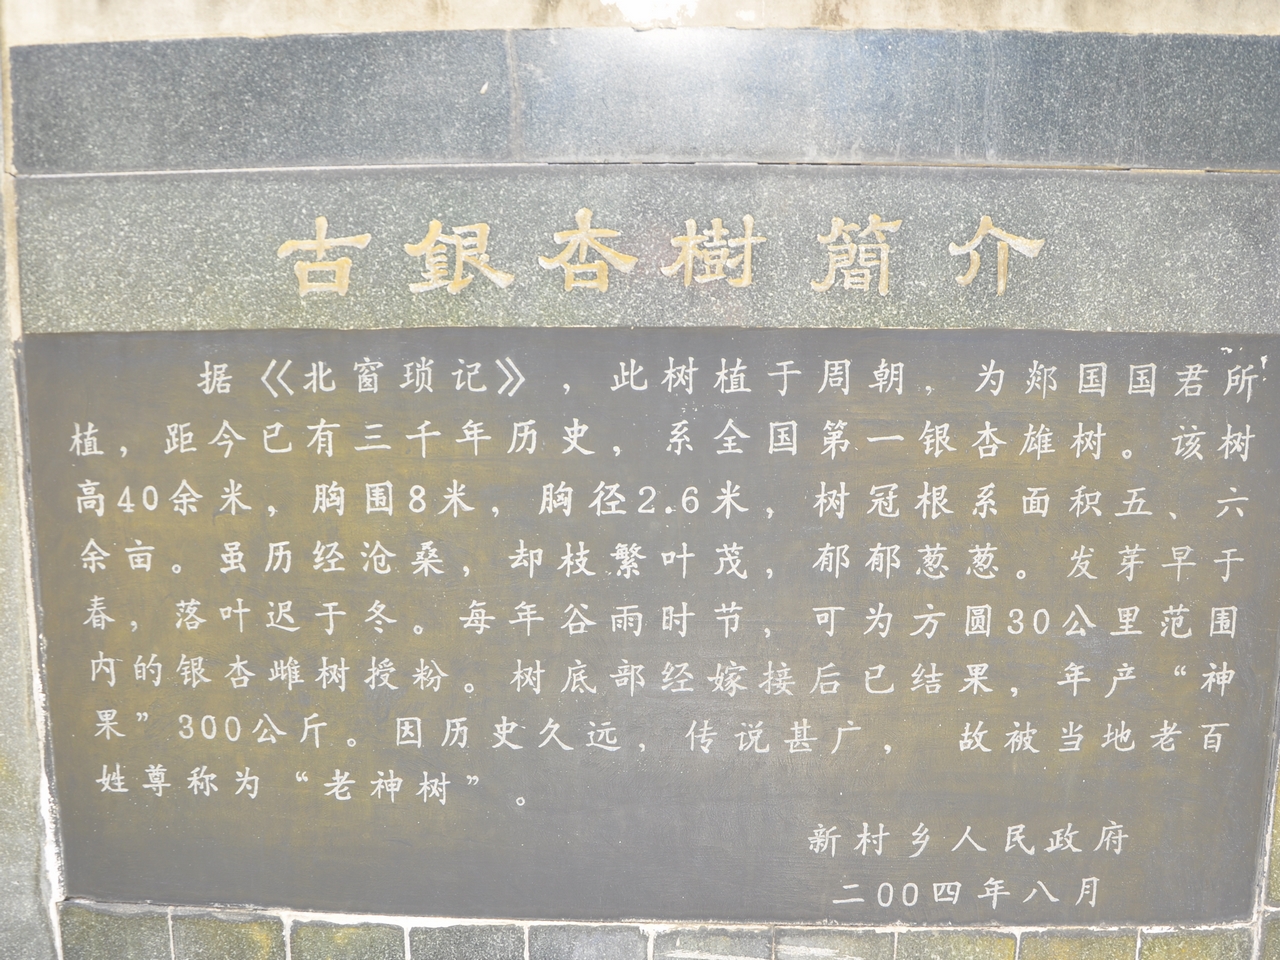 古銀杏樹簡介
据《北窗琐记》，此树植于周朝，为郯国国君所
植，距今已有三千年历史，系全国第一银杏雄树。该树
高40余米，胸围8米，胸径2.6米，树冠根系面积五、六
余亩。虽历经沧桑，却枝繁叶茂，郁郁葱葱。发芽早于
春，落叶迟于冬。每年谷雨时节，可为方圆30公里范围
内的银杏雌树授粉。树底部经嫁接后已结果，年产“神
果”300公斤。因历史久远，传说甚广，故被当地老百
姓尊称为“老神树”。
新村乡人民政府
二00四年八月